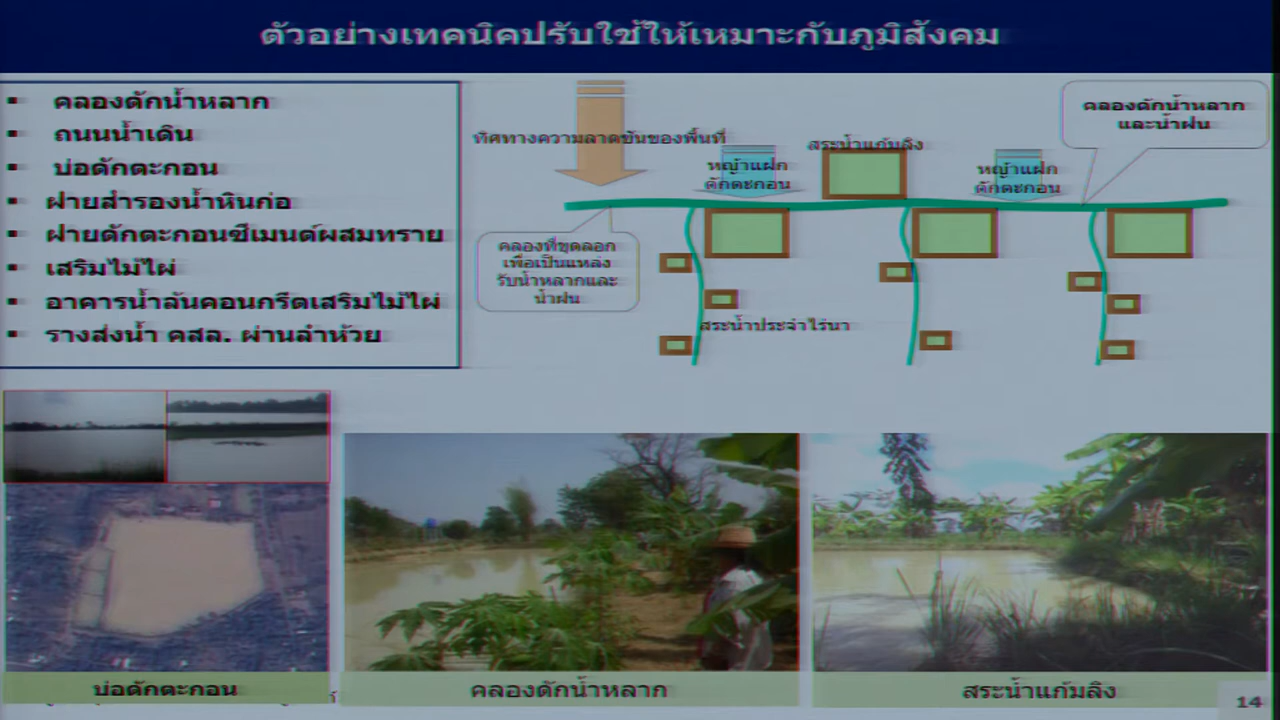 ตัวอย่างเทคนิคปรับใช้ให้เหมาะกับภูมิสังคม
▪ คลองดักน้ำหลาก
▪ ถนนน้ำเดิน
▪ บ่อดักตะกอน
▪ ฝายสำรองน้ำหินก่อ
▪ ฝายดักตะกอนซีเมนต์ผสมทราย
▪ เสริมไม้ไผ่
▪ อาคารน้ำล้นคอนกรีตเสริมไม้ไผ่
▪ รางส่งน้ำ คสล. ผ่านลำห้วย
ทิศทางความลาดชันของพื้นที่
หญ้าแฝก
ดักตะกอน
สระน้ำแก้มลิง
หญ้าแฝก
ดักตะกอน
คลองดักน้ำหลาก
และน้ำฝน
คลองที่ขุดลอก
เพื่อเป็นแหล่ง
รับน้ำหลากและ
น้ำฝน
สระน้ำประจำไร่นา
บ่อดักตะกอน
คลองดักน้ำหลาก
สระน้ำแก้มลิง
14